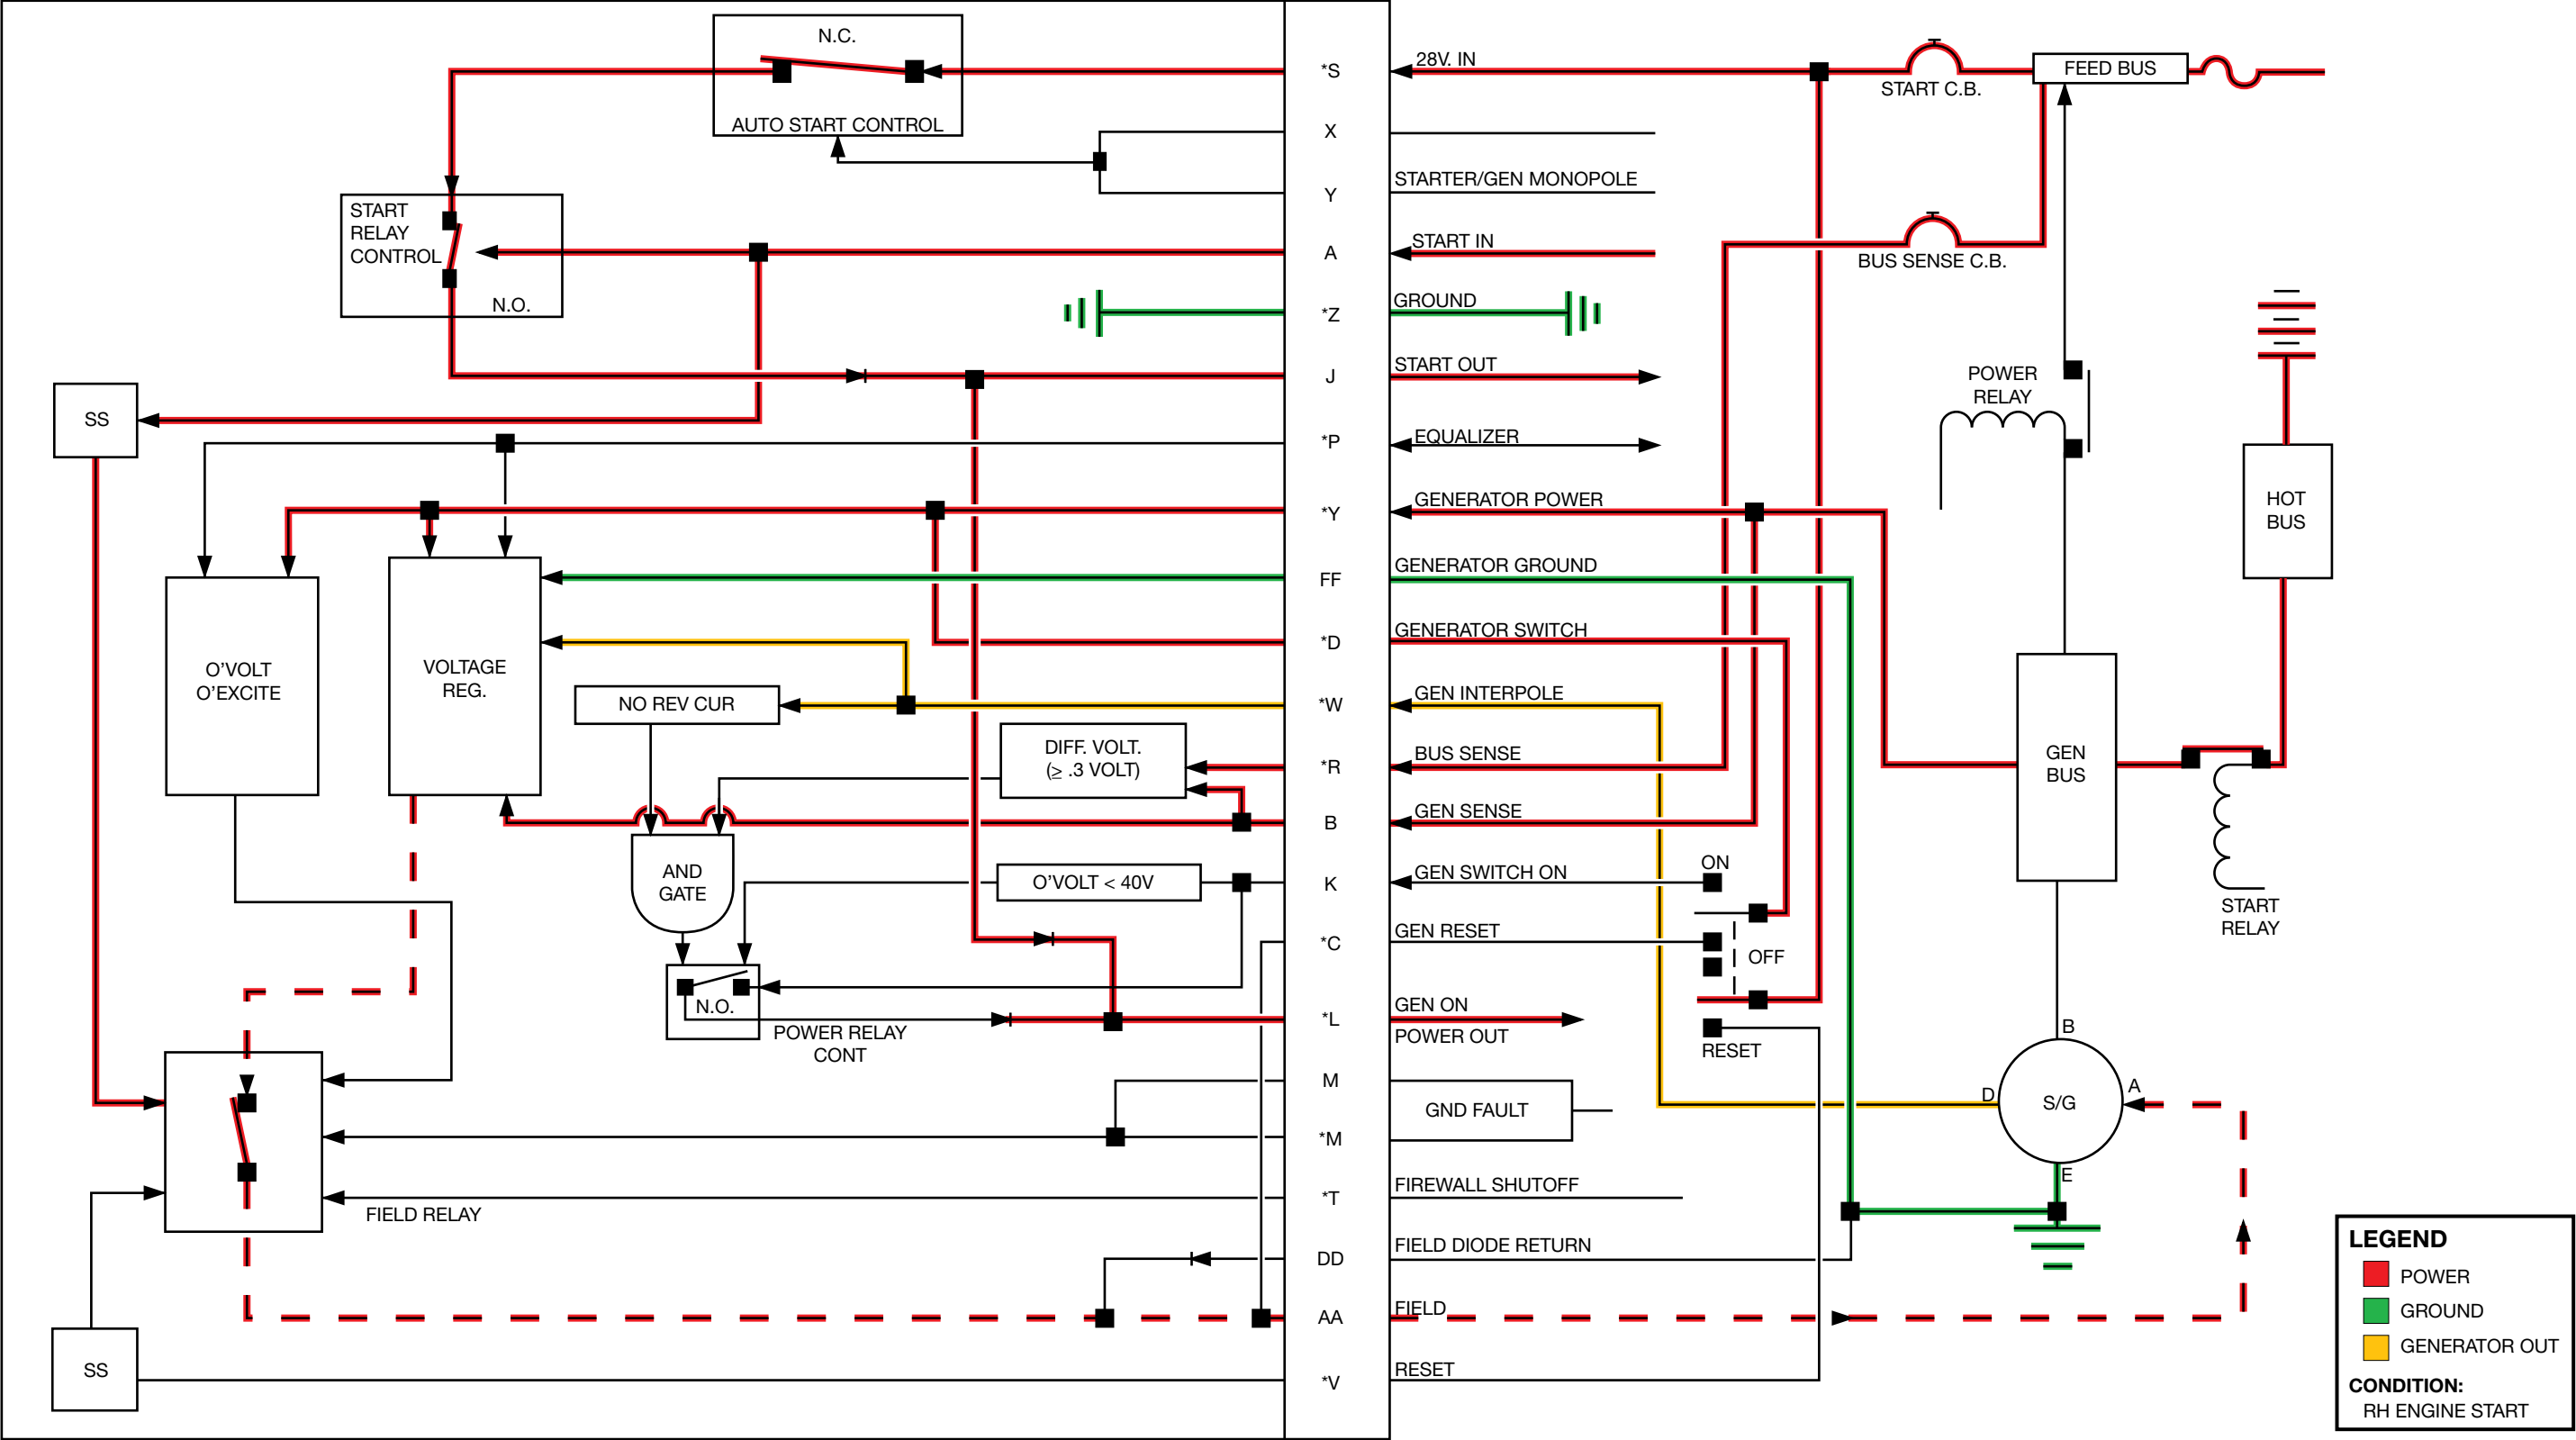 N.C.
AUTO START CONTROL
START
RELAY
CONTROL
N.O.
SS
O'VOLT
O'EXCITE
VOLTAGE
REG.
NO REV CUR
DIFF. VOLT.
(≥ .3 VOLT)
AND
GATE
O'VOLT < 40V
N.O.
POWER RELAY
CONT
FIELD RELAY
SS
*S
X
Y
A
*Z
J
*P
*Y
FF
*D
*W
*R
B
K
*C
*L
M
*M
*T
DD
AA
*V
28V. IN
STARTER/GEN MONOPOLE
START IN
GROUND
START OUT
EQUALIZER
GENERATOR POWER
GENERATOR GROUND
GENERATOR SWITCH
GEN INTERPOLE
BUS SENSE
GEN SENSE
GEN SWITCH ON
GEN RESET
GEN ON
POWER OUT
GND FAULT
FIREWALL SHUTOFF
FIELD DIODE RETURN
FIELD
RESET
START C.B.
FEED BUS
BUS SENSE C.B.
POWER
RELAY
HOT
BUS
GEN
BUS
START
RELAY
ON
OFF
RESET
B
D
S/G
A
E
LEGEND
POWER
GROUND
GENERATOR OUT
CONDITION:
RH ENGINE START